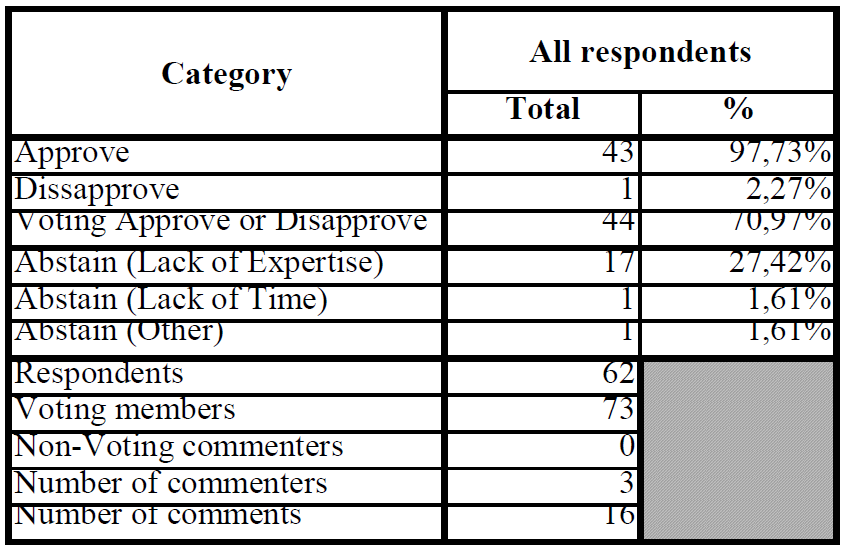 Category
All respondents
Total %
Approve 43 97,73%
Dissapprove 1 2,27%
Voting Approve or Disapprove 44 70,97%
Abstain (Lack of Expertise) 17 27,42%
Abstain (Lack of Time) 1 1,61%
Abstain (Other) 1 1,61%
Respondents 62
Voting members 73
Non-Voting commenters 0
Number of commenters 3
Number of comments 16